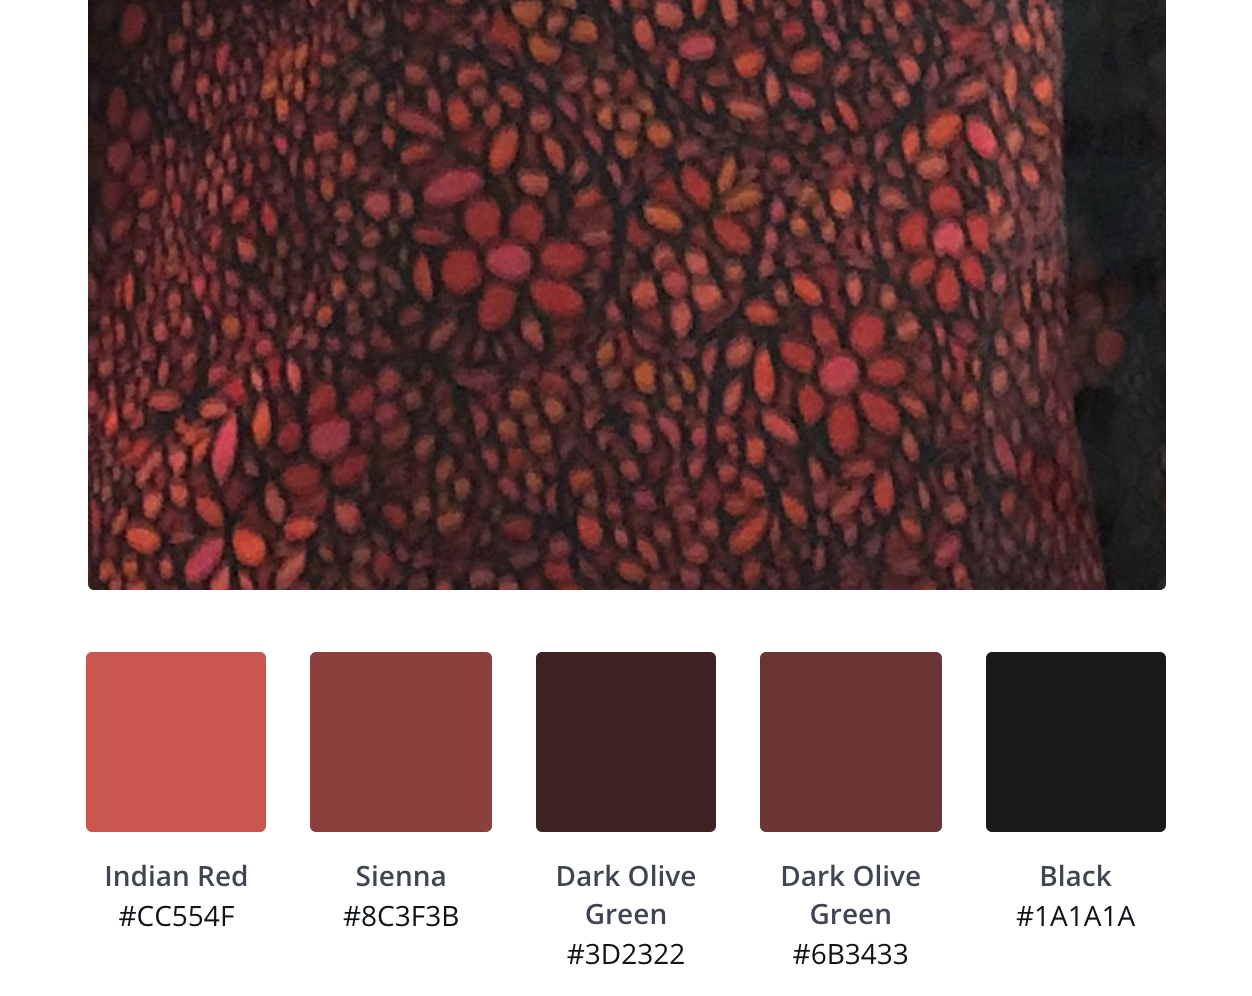 Indian Red
#CC554F
Sienna
#8C3F3B
Dark Olive
Green
#3D2322
Dark Olive
Green
#6B3433
Black
#1A1A1A